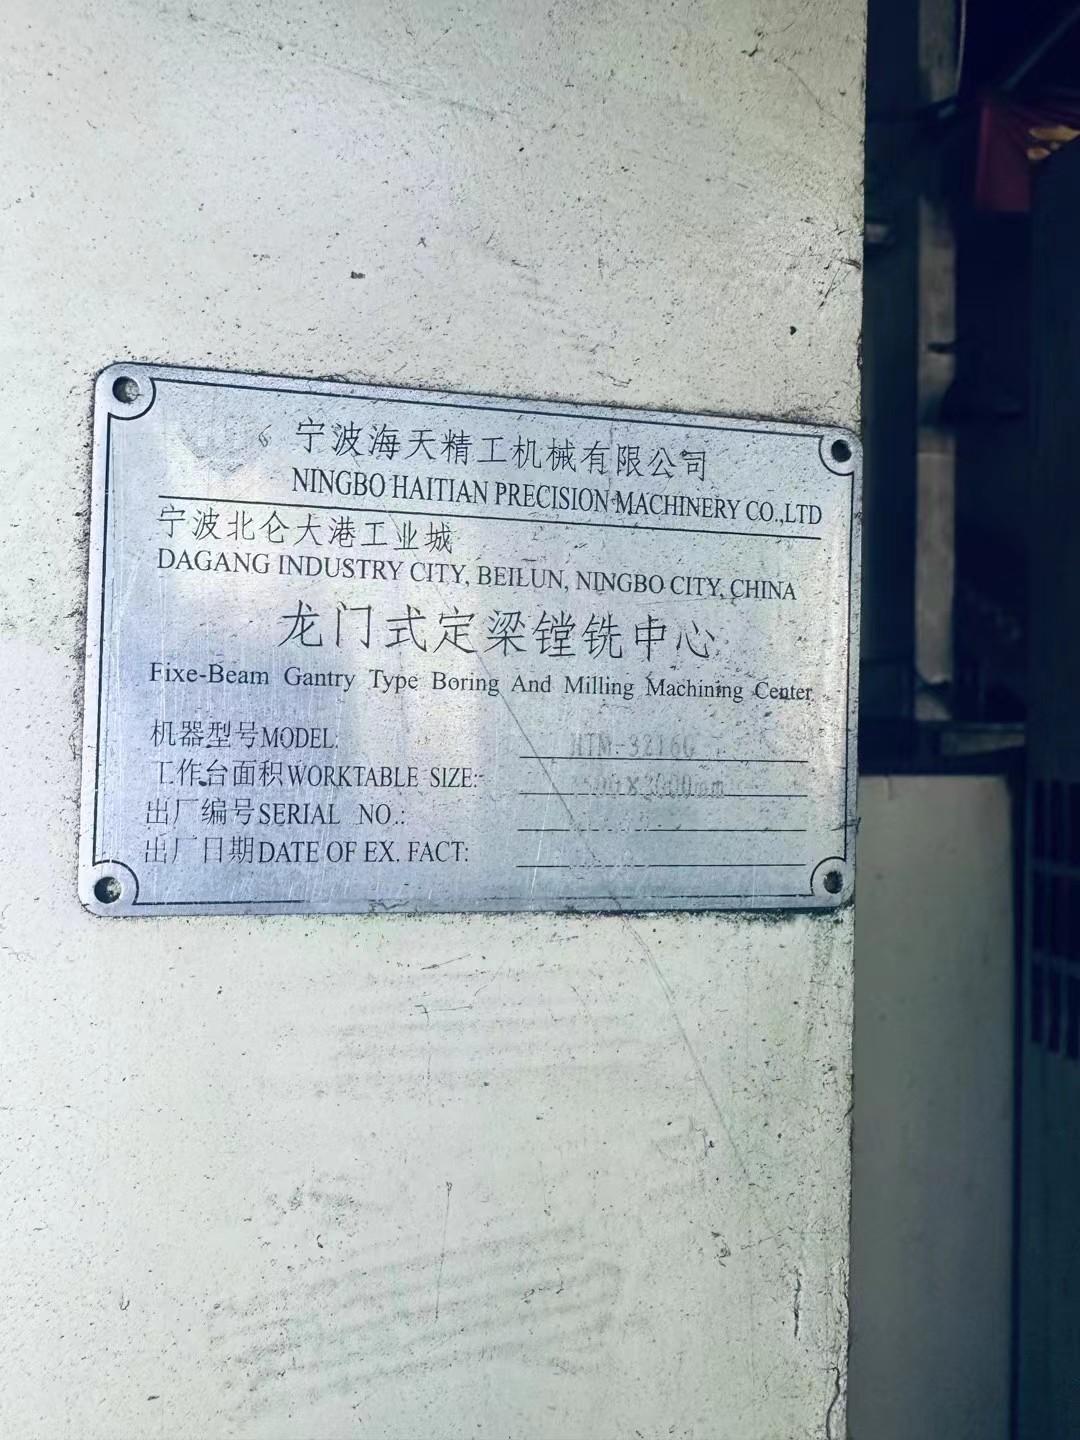 宁波海天精工机械有限公司
NINGBO HAITIAN PRECISION MACHINERY CO.,LTD
宁波北仑大港工业城
DAGANG INDUSTRY CITY, BEILUN, NINGBO CITY, CHINA
龙门式定梁镗铣中心
Fixe-Beam Gantry Type Boring And Milling Machining Center
机器型号MODEL: HTM-3216G
工作台面积WORKTABLE SIZE:
出厂编号SERIAL NO.:
出厂日期DATE OF EX. FACT: